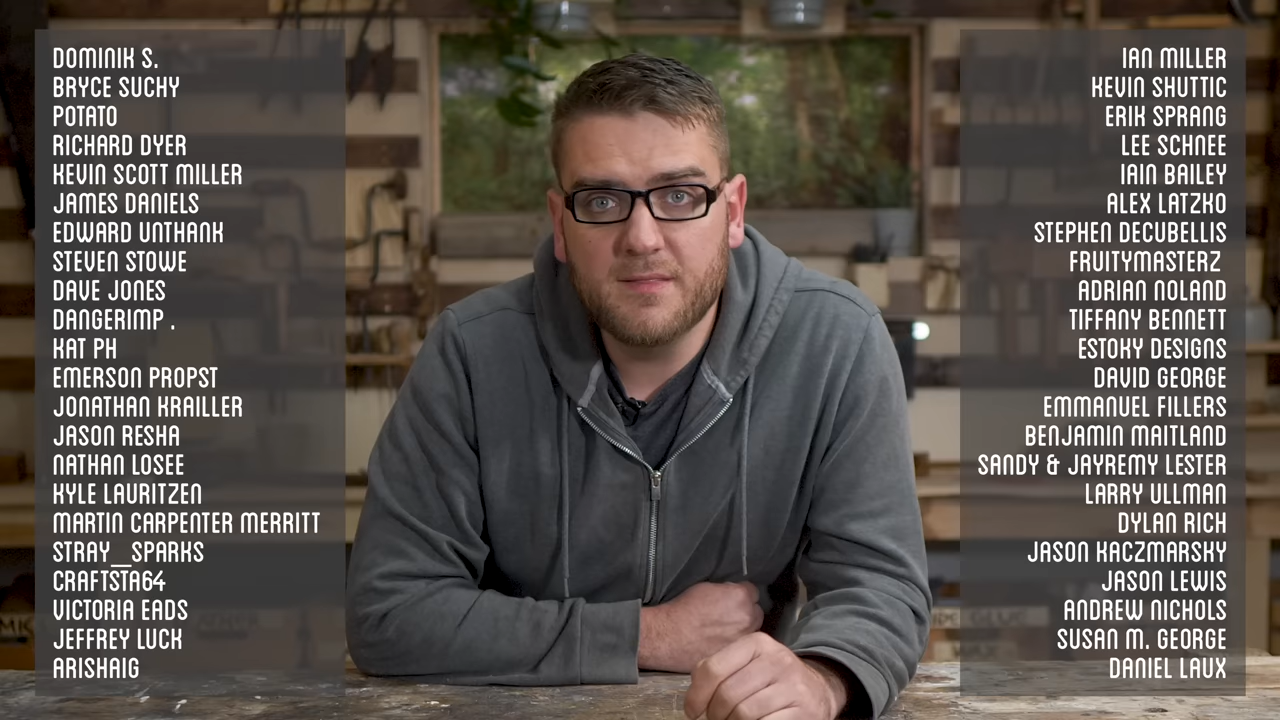 DOMINIK S.
BRYCE SUCHY
POTATO
RICHARD DYER
KEVIN SCOTT MILLER
JAMES DANIELS
EDWARD UNTHANK
STEVEN STOWE
DAVE JONES
DANGERIMP .
KAT PH
EMERSON PROPST
JONATHAN KRAILLER
JASON RESHA
NATHAN LOSEE
KYLE LAURITZEN
MARTIN CARPENTER MERRITT
STRAY_SPARKS
CRAFTSTA64
VICTORIA EADS
JEFFREY LUCK
ARISHAIG
IAN MILLER
KEVIN SHUTTIC
ERIK SPRANG
LEE SCHNEE
IAIN BAILEY
ALEX LATZKO
STEPHEN DECUBELLIS
FRUITYMASTERZ
ADRIAN NOLAND
TIFFANY BENNETT
ESTOKY DESIGNS
DAVID GEORGE
EMMANUEL FILLERS
BENJAMIN MAITLAND
SANDY & JAYREMY LESTER
LARRY ULLMAN
DYLAN RICH
JASON KACZMARSKY
JASON LEWIS
ANDREW NICHOLS
SUSAN M. GEORGE
DANIEL LAUX